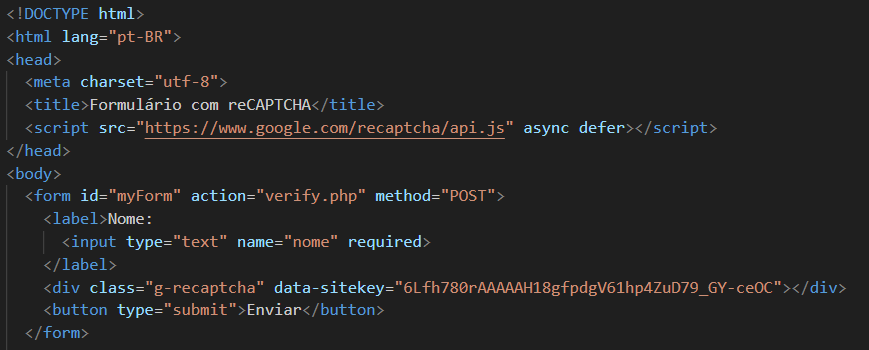 <!DOCTYPE html>
<html lang="pt-BR">
<head>
<meta charset="utf-8">
<title>Formulário com reCAPTCHA</title>
<script src="https://www.google.com/recaptcha/api.js" async defer></script>
</head>
<body>
<form id="myForm" action="verify.php" method="POST">
<label>Nome:
<input type="text" name="nome" required>
</label>
<div class="g-recaptcha" data-sitekey="6Lfh780rAAAAAH18gfpdgV61hp4ZuD79_GY-ceOC"></div>
<button type="submit">Enviar</button>
</form>